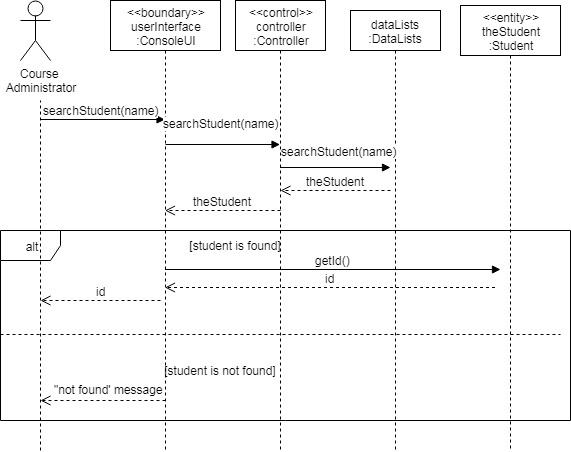 <<boundary>>
userInterface
:ConsoleUI
<<control>>
controller
:Controller
dataLists
:DataLists
<<entity>>
theStudent
:Student
Course
Administrator
searchStudent(name)
searchStudent(name)
searchStudent(name)
theStudent
theStudent
alt
[student is found]
getId()
id
id
[student is not found]
"not found' message